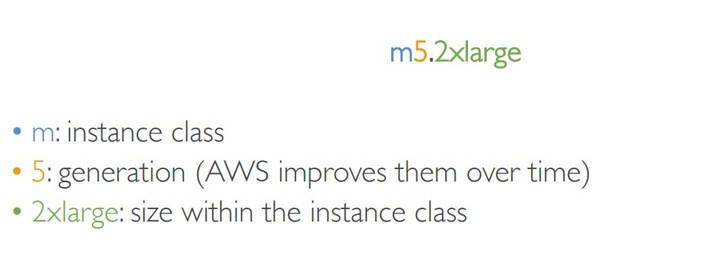 m5.2xlarge
• m: instance class
• 5: generation (AWS improves them over time)
• 2xlarge: size within the instance class